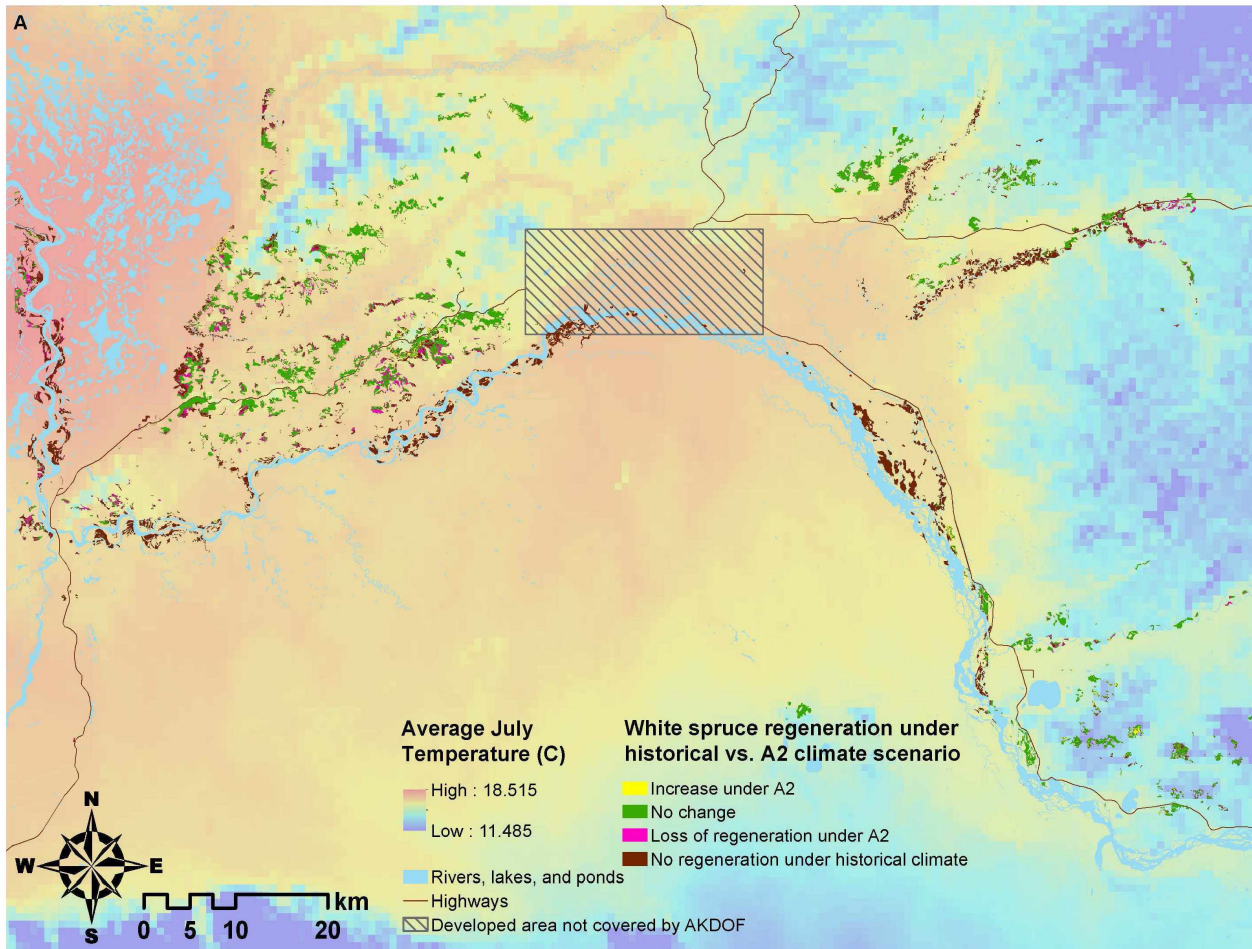 A
Average July
Temperature (C)
High : 18.515
Low : 11.485
Rivers, lakes, and ponds
Highways
Developed area not covered by AKDOF
White spruce regeneration under
historical vs. A2 climate scenario
Increase under A2
No change
Loss of regeneration under A2
No regeneration under historical climate
N
W
E
S
km
0 5 10 20